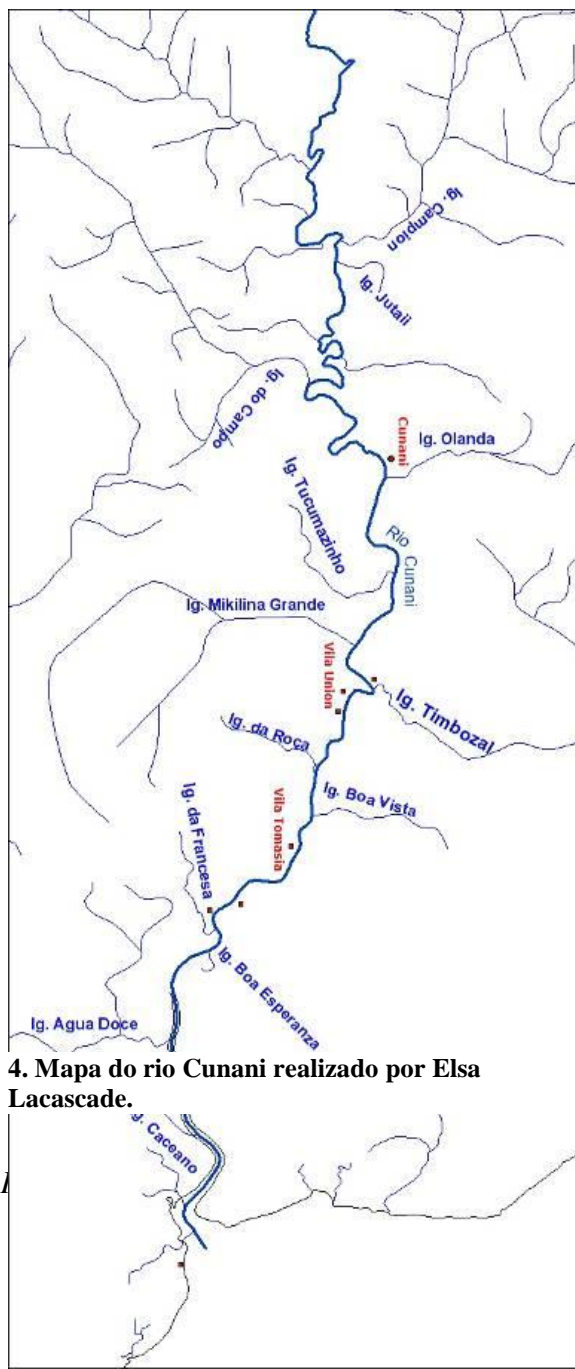 Ig. Campion
Ig. Jutaii
Ig. do Campo
Cunani
Ig. Olanda
Ig. Tucumazinho
Rio Cunani
Ig. Mikilina Grande
Vila Union
Ig. Timbozal
Ig. da Roça
Ig. Boa Vista
Vila Tomasia
Ig. da Francesa
Ig. Boa Esperanza
Ig. Agua Doce
4. Mapa do rio Cunani realizado por Elsa
Lacascade.
Caceano